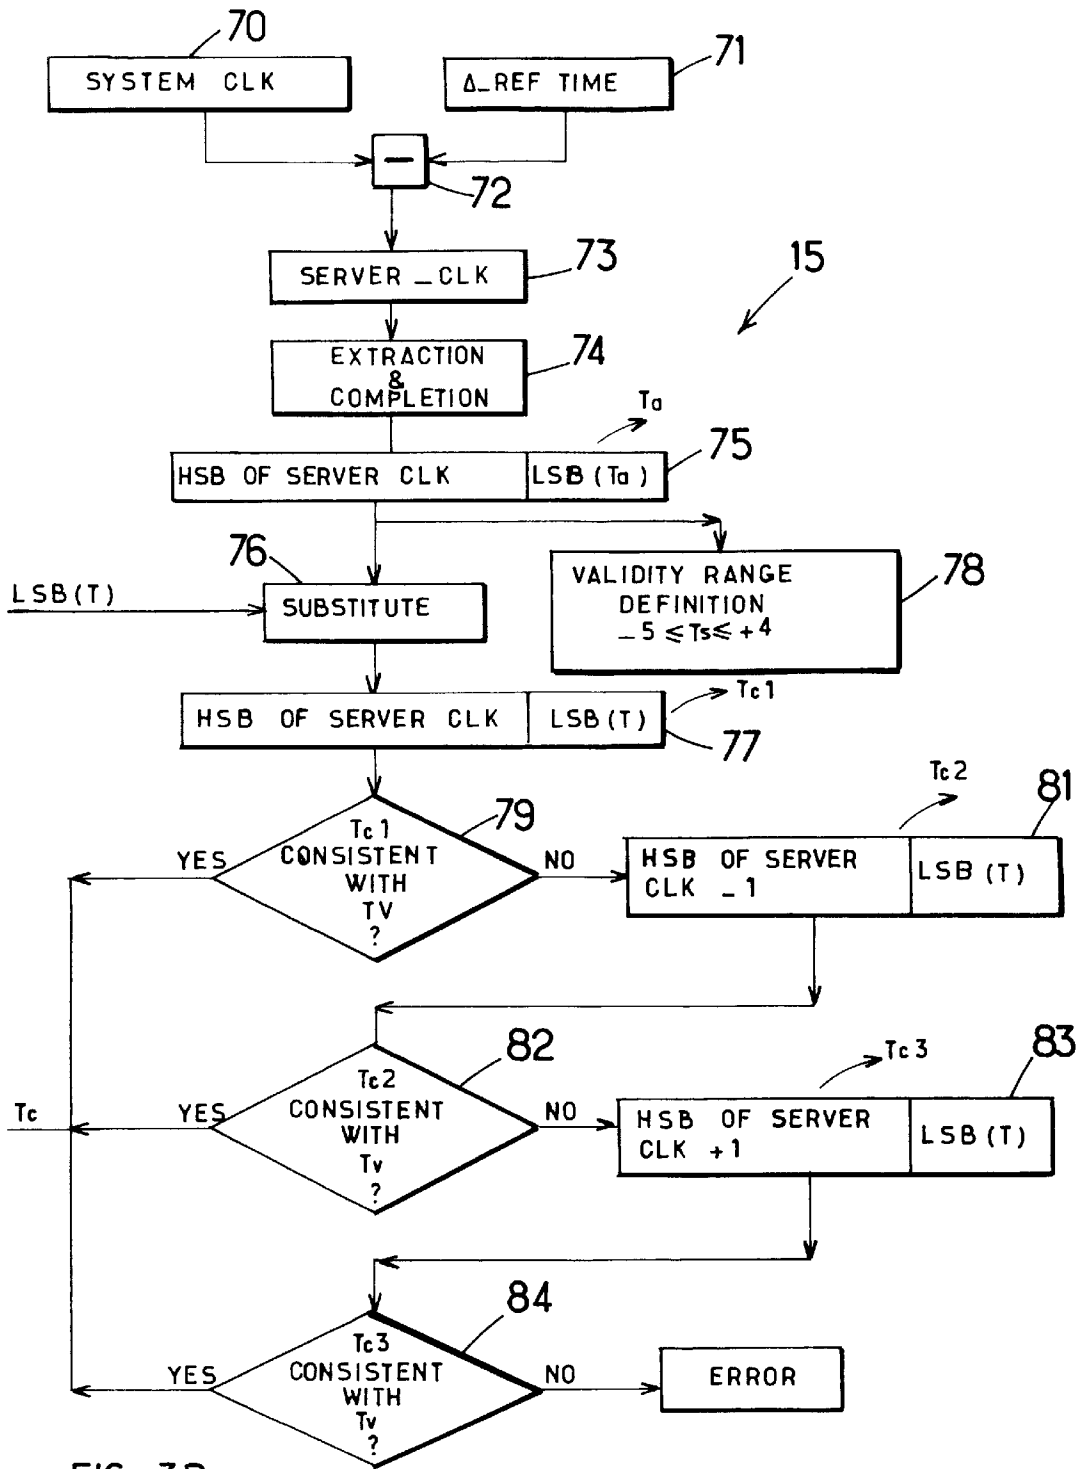 70
SYSTEM CLK
71
Δ_REF TIME
—
72
SERVER_CLK
73
15
EXTRACTION
&
COMPLETION
74
Ta
HSB OF SERVER CLK
LSB (Ta)
75
76
LSB(T)
SUBSTITUTE
VALIDITY RANGE
DEFINITION
_ 5 ≤ Ts ≤ +4
78
HSB OF SERVER CLK
LSB(T)
Tc1
77
79
Tc1
CONSISTENT
WITH
TV
?
YES
NO
Tc2
81
HSB OF SERVER
CLK _ 1
LSB (T)
82
Tc2
CONSISTENT
WITH
Tv
?
Tc
YES
NO
Tc3
83
HSB OF SERVER
CLK +1
LSB(T)
84
Tc3
CONSISTENT
WITH
Tv
?
YES
NO
ERROR